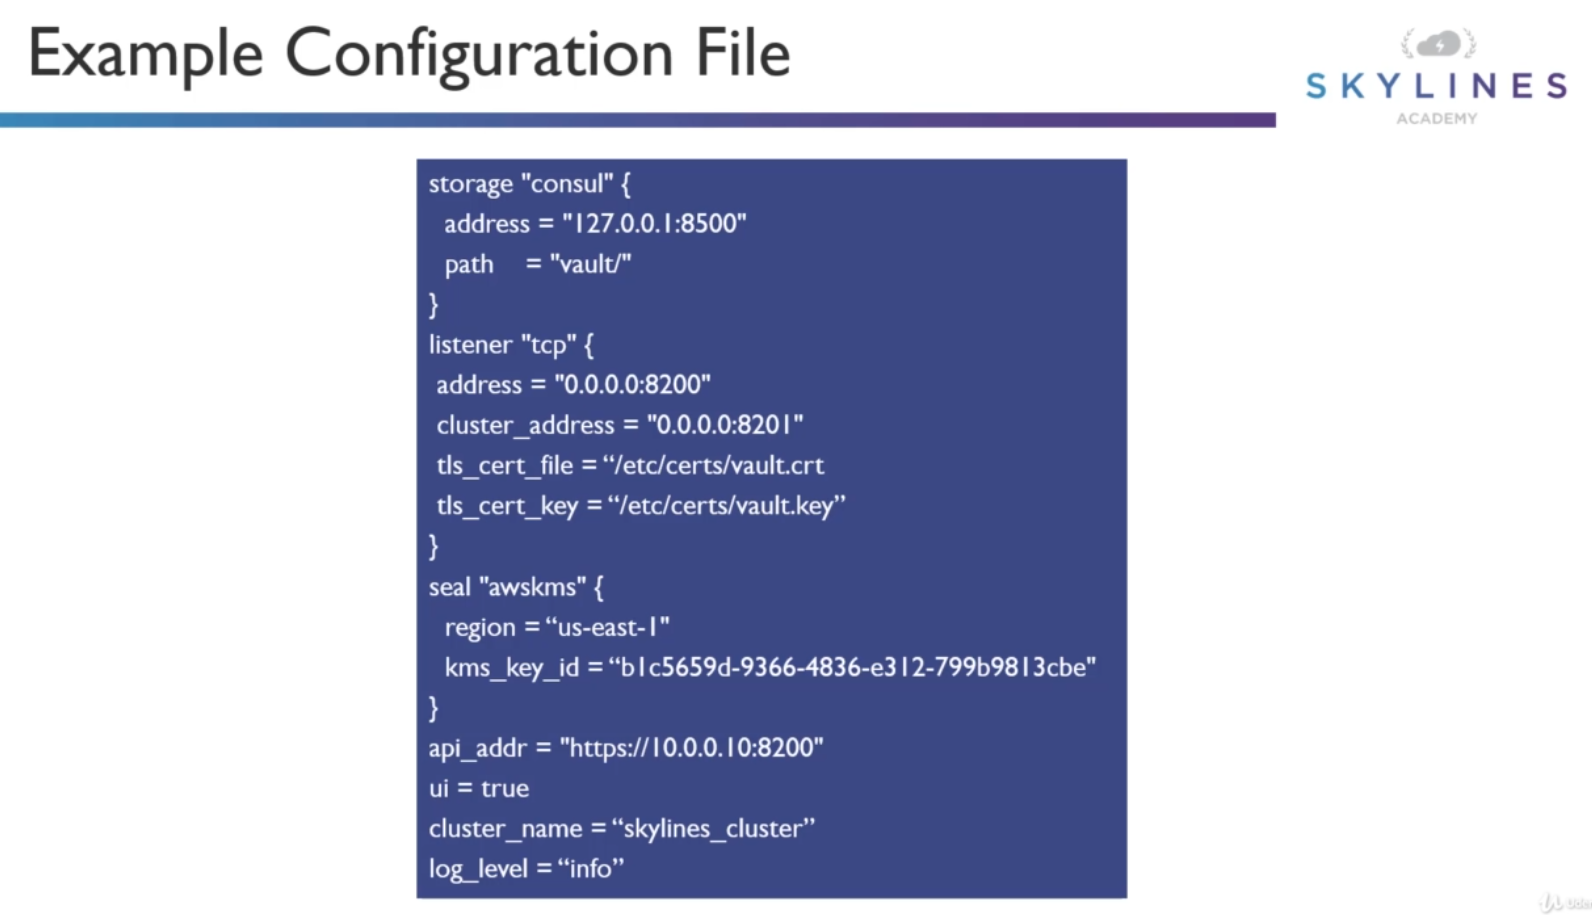 Example Configuration File
SKYLINES
ACADEMY
storage "consul" {
address = "127.0.0.1:8500"
path = "vault/"
}
listener "tcp" {
address = "0.0.0.0:8200"
cluster_address = "0.0.0.0:8201"
tls_cert_file = “/etc/certs/vault.crt
tls_cert_key = “/etc/certs/vault.key”
}
seal "awskms" {
region = “us-east-1"
kms_key_id = “b1c5659d-9366-4836-e312-799b9813cbe"
}
api_addr = "https://10.0.0.10:8200"
ui = true
cluster_name = “skylines_cluster”
log_level = “info”